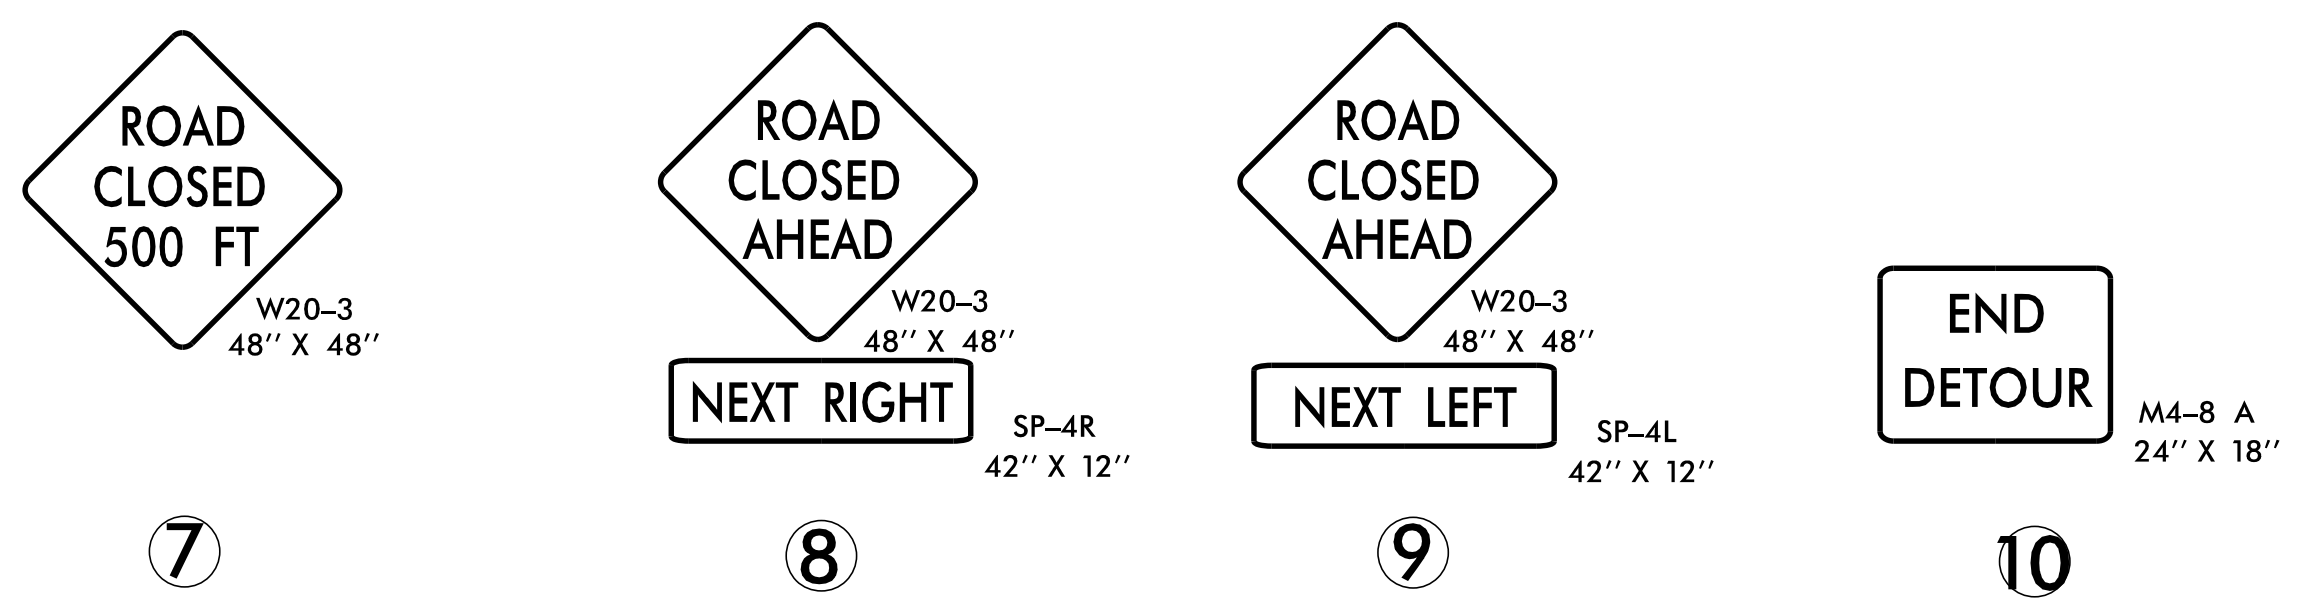 ROAD
CLOSED
500 FT
W20–3
48’’ X 48’’
7
ROAD
CLOSED
AHEAD
W20–3
48’’ X 48’’
NEXT RIGHT
SP–4R
42’’ X 12’’
8
ROAD
CLOSED
AHEAD
W20–3
48’’ X 48’’
NEXT LEFT
SP–4L
42’’ X 12’’
9
END
DETOUR
M4–8 A
24’’ X 18’’
10